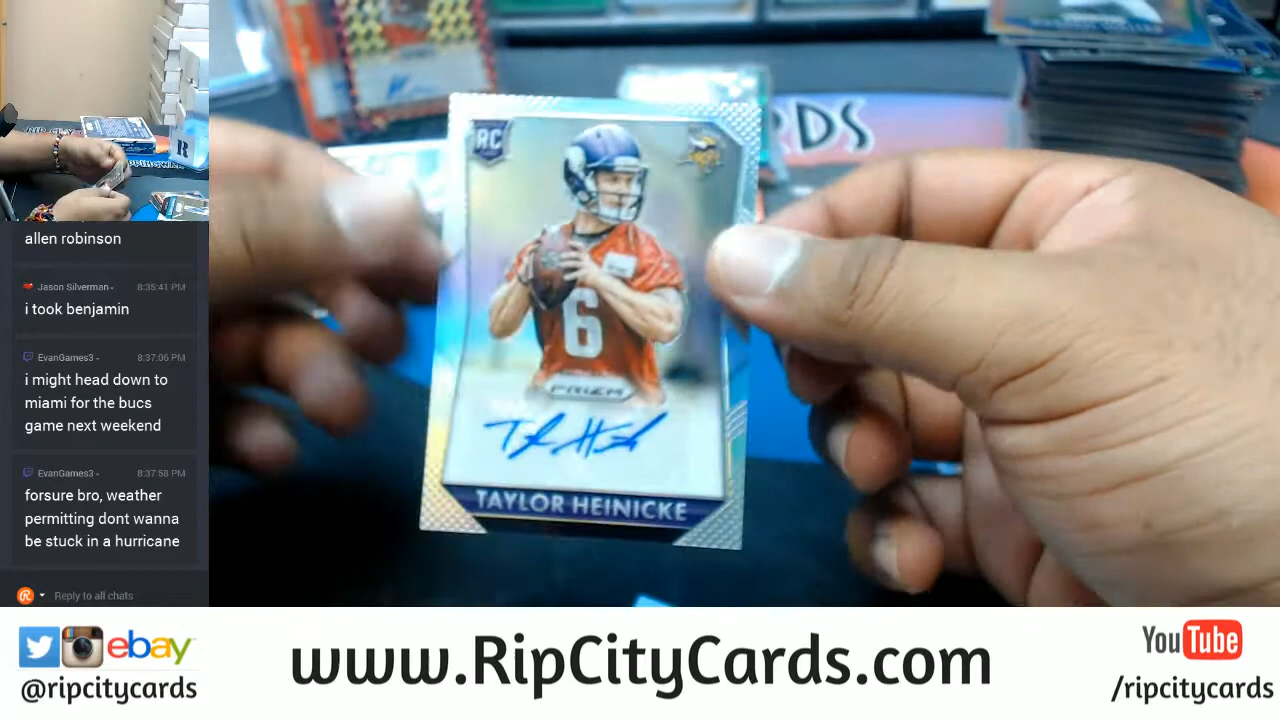 allen robinson
Jason Silverman
8:35:41 PM
i took benjamin
EvanGames3
8:37:06 PM
i might head down to
miami for the bucs
game next weekend
EvanGames3
8:37:58 PM
forsure bro, weather
permitting dont wanna
be stuck in a hurricane
Reply to all chats
RC
6
PRIZM
TAYLOR HEINICKE
RDS
ebay
@ripcitycards
www.RipCityCards.com
YouTube
/ripcitycards